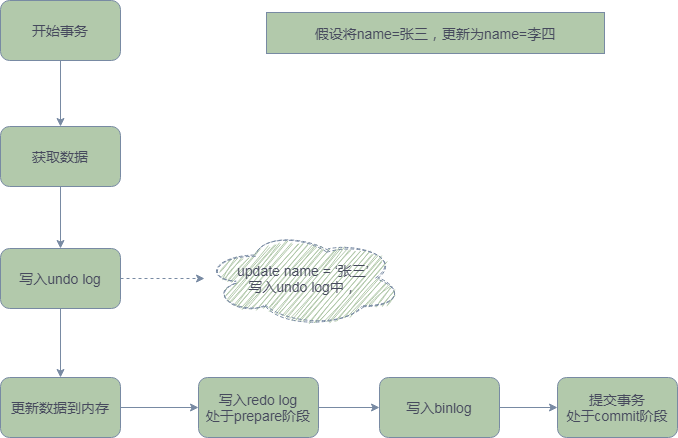 开始事务
假设将name=张三，更新为name=李四
获取数据
写入undo log
update name = '张三'
写入undo log中，
更新数据到内存
写入redo log
处于prepare阶段
写入binlog
提交事务
处于commit阶段